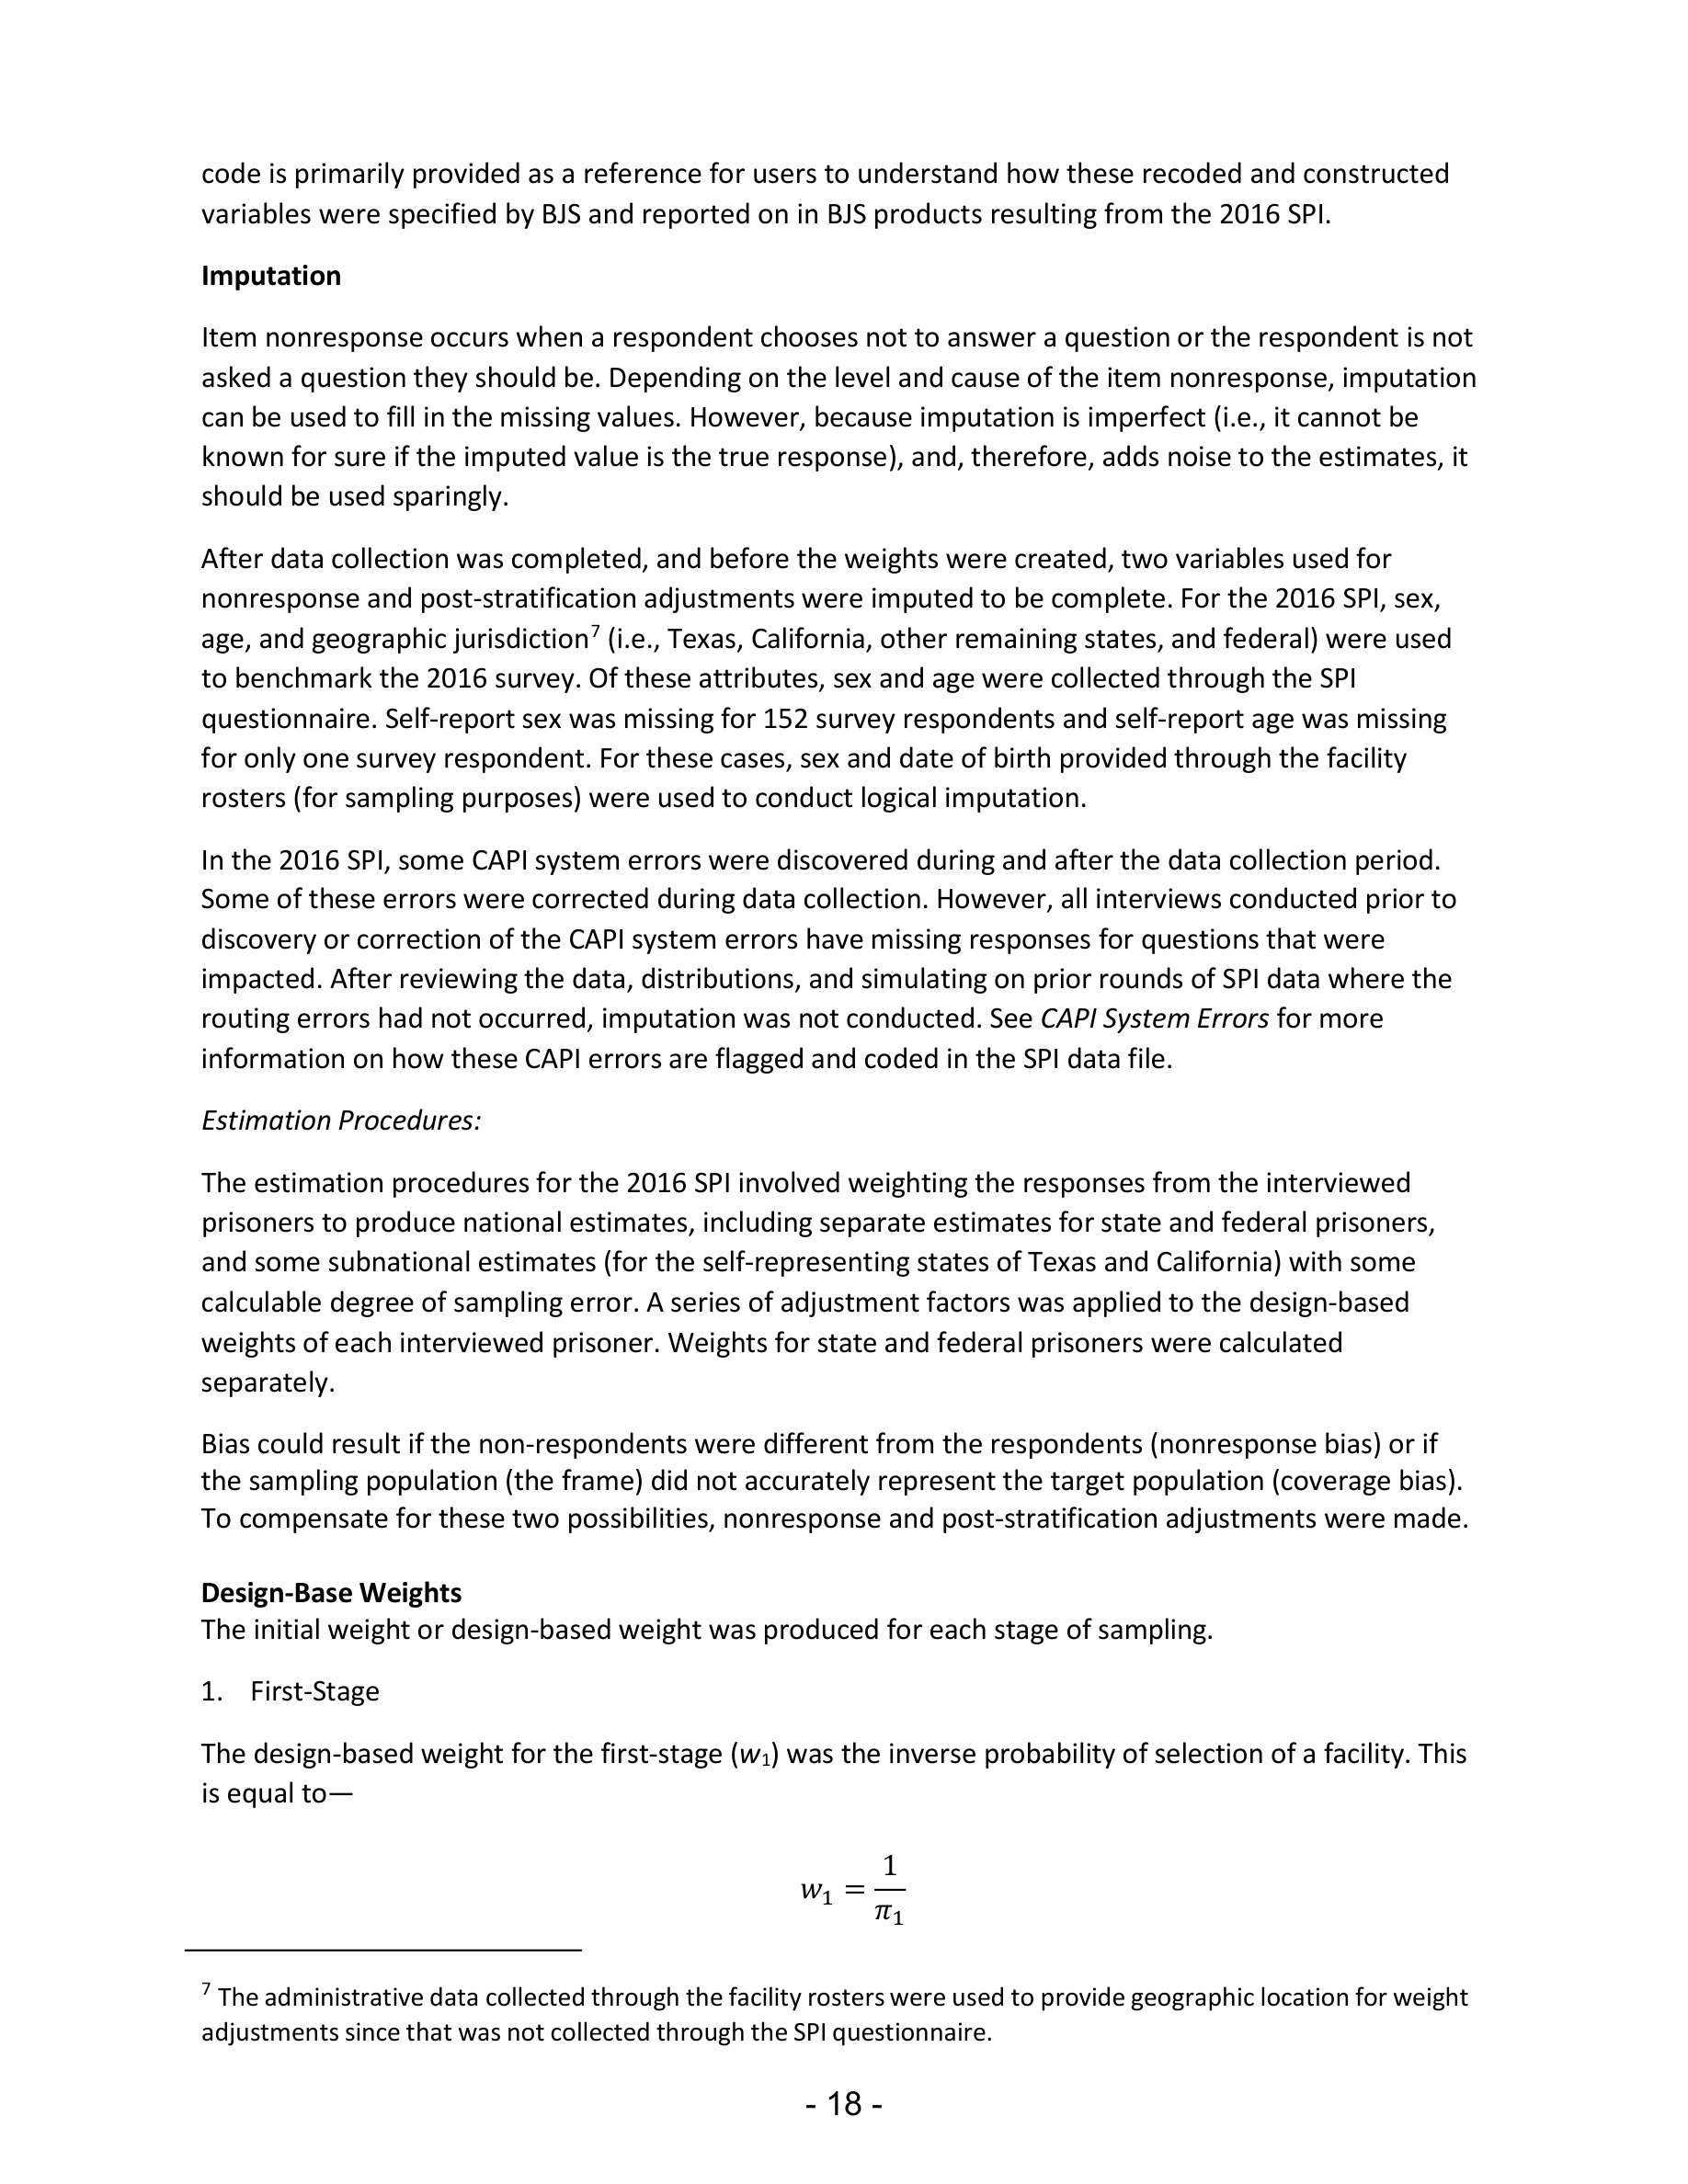 code is primarily provided as a reference for users to understand how these recoded and constructed
variables were specified by BJS and reported on in BJS products resulting from the 2016 SPI.
Imputation
Item nonresponse occurs when a respondent chooses not to answer a question or the respondent is not
asked a question they should be. Depending on the level and cause of the item nonresponse, imputation
can be used to fill in the missing values. However, because imputation is imperfect (i.e., it cannot be
known for sure if the imputed value is the true response), and, therefore, adds noise to the estimates, it
should be used sparingly.
After data collection was completed, and before the weights were created, two variables used for
nonresponse and post-stratification adjustments were imputed to be complete. For the 2016 SPI, sex,
age, and geographic jurisdiction⁷ (i.e., Texas, California, other remaining states, and federal) were used
to benchmark the 2016 survey. Of these attributes, sex and age were collected through the SPI
questionnaire. Self-report sex was missing for 152 survey respondents and self-report age was missing
for only one survey respondent. For these cases, sex and date of birth provided through the facility
rosters (for sampling purposes) were used to conduct logical imputation.
In the 2016 SPI, some CAPI system errors were discovered during and after the data collection period.
Some of these errors were corrected during data collection. However, all interviews conducted prior to
discovery or correction of the CAPI system errors have missing responses for questions that were
impacted. After reviewing the data, distributions, and simulating on prior rounds of SPI data where the
routing errors had not occurred, imputation was not conducted. See CAPI System Errors for more
information on how these CAPI errors are flagged and coded in the SPI data file.
Estimation Procedures:
The estimation procedures for the 2016 SPI involved weighting the responses from the interviewed
prisoners to produce national estimates, including separate estimates for state and federal prisoners,
and some subnational estimates (for the self-representing states of Texas and California) with some
calculable degree of sampling error. A series of adjustment factors was applied to the design-based
weights of each interviewed prisoner. Weights for state and federal prisoners were calculated
separately.
Bias could result if the non-respondents were different from the respondents (nonresponse bias) or if
the sampling population (the frame) did not accurately represent the target population (coverage bias).
To compensate for these two possibilities, nonresponse and post-stratification adjustments were made.
Design-Base Weights
The initial weight or design-based weight was produced for each stage of sampling.
1. First-Stage
The design-based weight for the first-stage (w₁) was the inverse probability of selection of a facility. This
is equal to—
w₁ = 1/π₁
⁷ The administrative data collected through the facility rosters were used to provide geographic location for weight
adjustments since that was not collected through the SPI questionnaire.
- 18 -